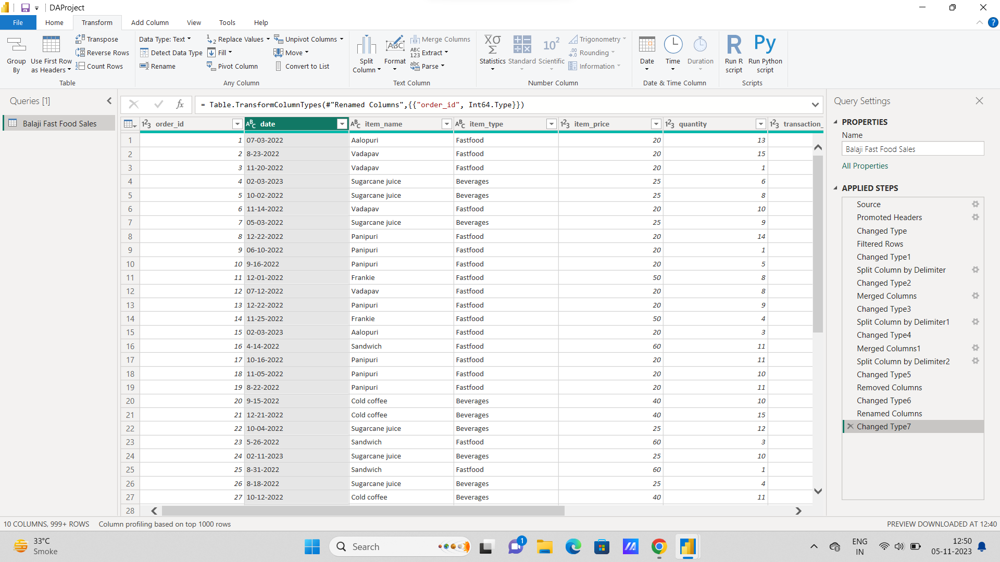 DAProject
File Home Transform Add Column View Tools Help
Group By
Use First Row as Headers
Transpose
Reverse Rows
Count Rows
Table
Data Type: Text
Detect Data Type
Rename
Replace Values
Fill
Pivot Column
Unpivot Columns
Move
Convert to List
Any Column
Split Column
Format
Merge Columns
Extract
Parse
Text Column
Statistics
Standard
Scientific
Trigonometry
Rounding
Information
Number Column
Date
Time
Duration
Date & Time Column
Run R script
Run Python script
Scripts
Queries [1]
Balaji Fast Food Sales
= Table.TransformColumnTypes(#"Renamed Columns",{{"order_id", Int64.Type}})
order_id date item_name item_type item_price quantity transaction_
1 1 07-03-2022 Aalopuri Fastfood 20 13
2 2 8-23-2022 Vadapav Fastfood 20 15
3 3 11-20-2022 Vadapav Fastfood 20 1
4 4 02-03-2023 Sugarcane juice Beverages 25 6
5 5 10-02-2022 Sugarcane juice Beverages 25 8
6 6 11-14-2022 Vadapav Fastfood 20 10
7 7 05-03-2022 Sugarcane juice Beverages 25 9
8 8 12-22-2022 Panipuri Fastfood 20 14
9 9 06-10-2022 Panipuri Fastfood 20 1
10 10 9-16-2022 Panipuri Fastfood 20 5
11 11 12-01-2022 Frankie Fastfood 50 8
12 12 07-12-2022 Vadapav Fastfood 20 8
13 13 12-22-2022 Panipuri Fastfood 20 9
14 14 11-25-2022 Frankie Fastfood 50 4
15 15 02-03-2023 Aalopuri Fastfood 20 3
16 16 4-14-2022 Sandwich Fastfood 60 11
17 17 10-16-2022 Panipuri Fastfood 20 11
18 18 11-05-2022 Panipuri Fastfood 20 10
19 19 8-22-2022 Panipuri Fastfood 20 11
20 20 9-15-2022 Cold coffee Beverages 40 10
21 21 12-21-2022 Cold coffee Beverages 40 15
22 22 10-04-2022 Sugarcane juice Beverages 25 12
23 23 5-26-2022 Sandwich Fastfood 60 3
24 24 02-11-2023 Sugarcane juice Beverages 25 10
25 25 8-31-2022 Sandwich Fastfood 60 1
26 26 8-18-2022 Sugarcane juice Beverages 25 4
27 27 10-12-2022 Cold coffee Beverages 40 11
28
Query Settings
PROPERTIES
Name
Balaji Fast Food Sales
All Properties
APPLIED STEPS
Source
Promoted Headers
Changed Type
Filtered Rows
Changed Type1
Split Column by Delimiter
Changed Type2
Merged Columns
Changed Type3
Split Column by Delimiter1
Changed Type4
Merged Columns1
Split Column by Delimiter2
Changed Type5
Removed Columns
Changed Type6
Renamed Columns
Changed Type7
10 COLUMNS, 999+ ROWS Column profiling based on top 1000 rows
PREVIEW DOWNLOADED AT 12:40
33°C
Smoke
Search
1
ENG
IN
12:50
05-11-2023